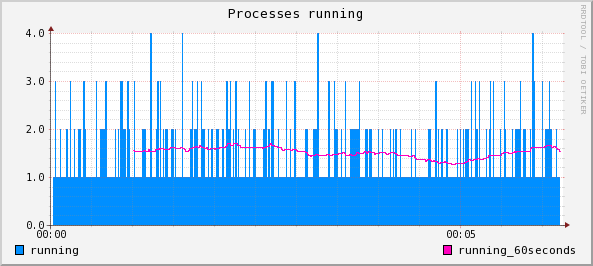 Processes running
RRDTOOL / TOBI OETIKER
4.0
3.0
2.0
1.0
0.0
00:00 00:05
running running_60seconds